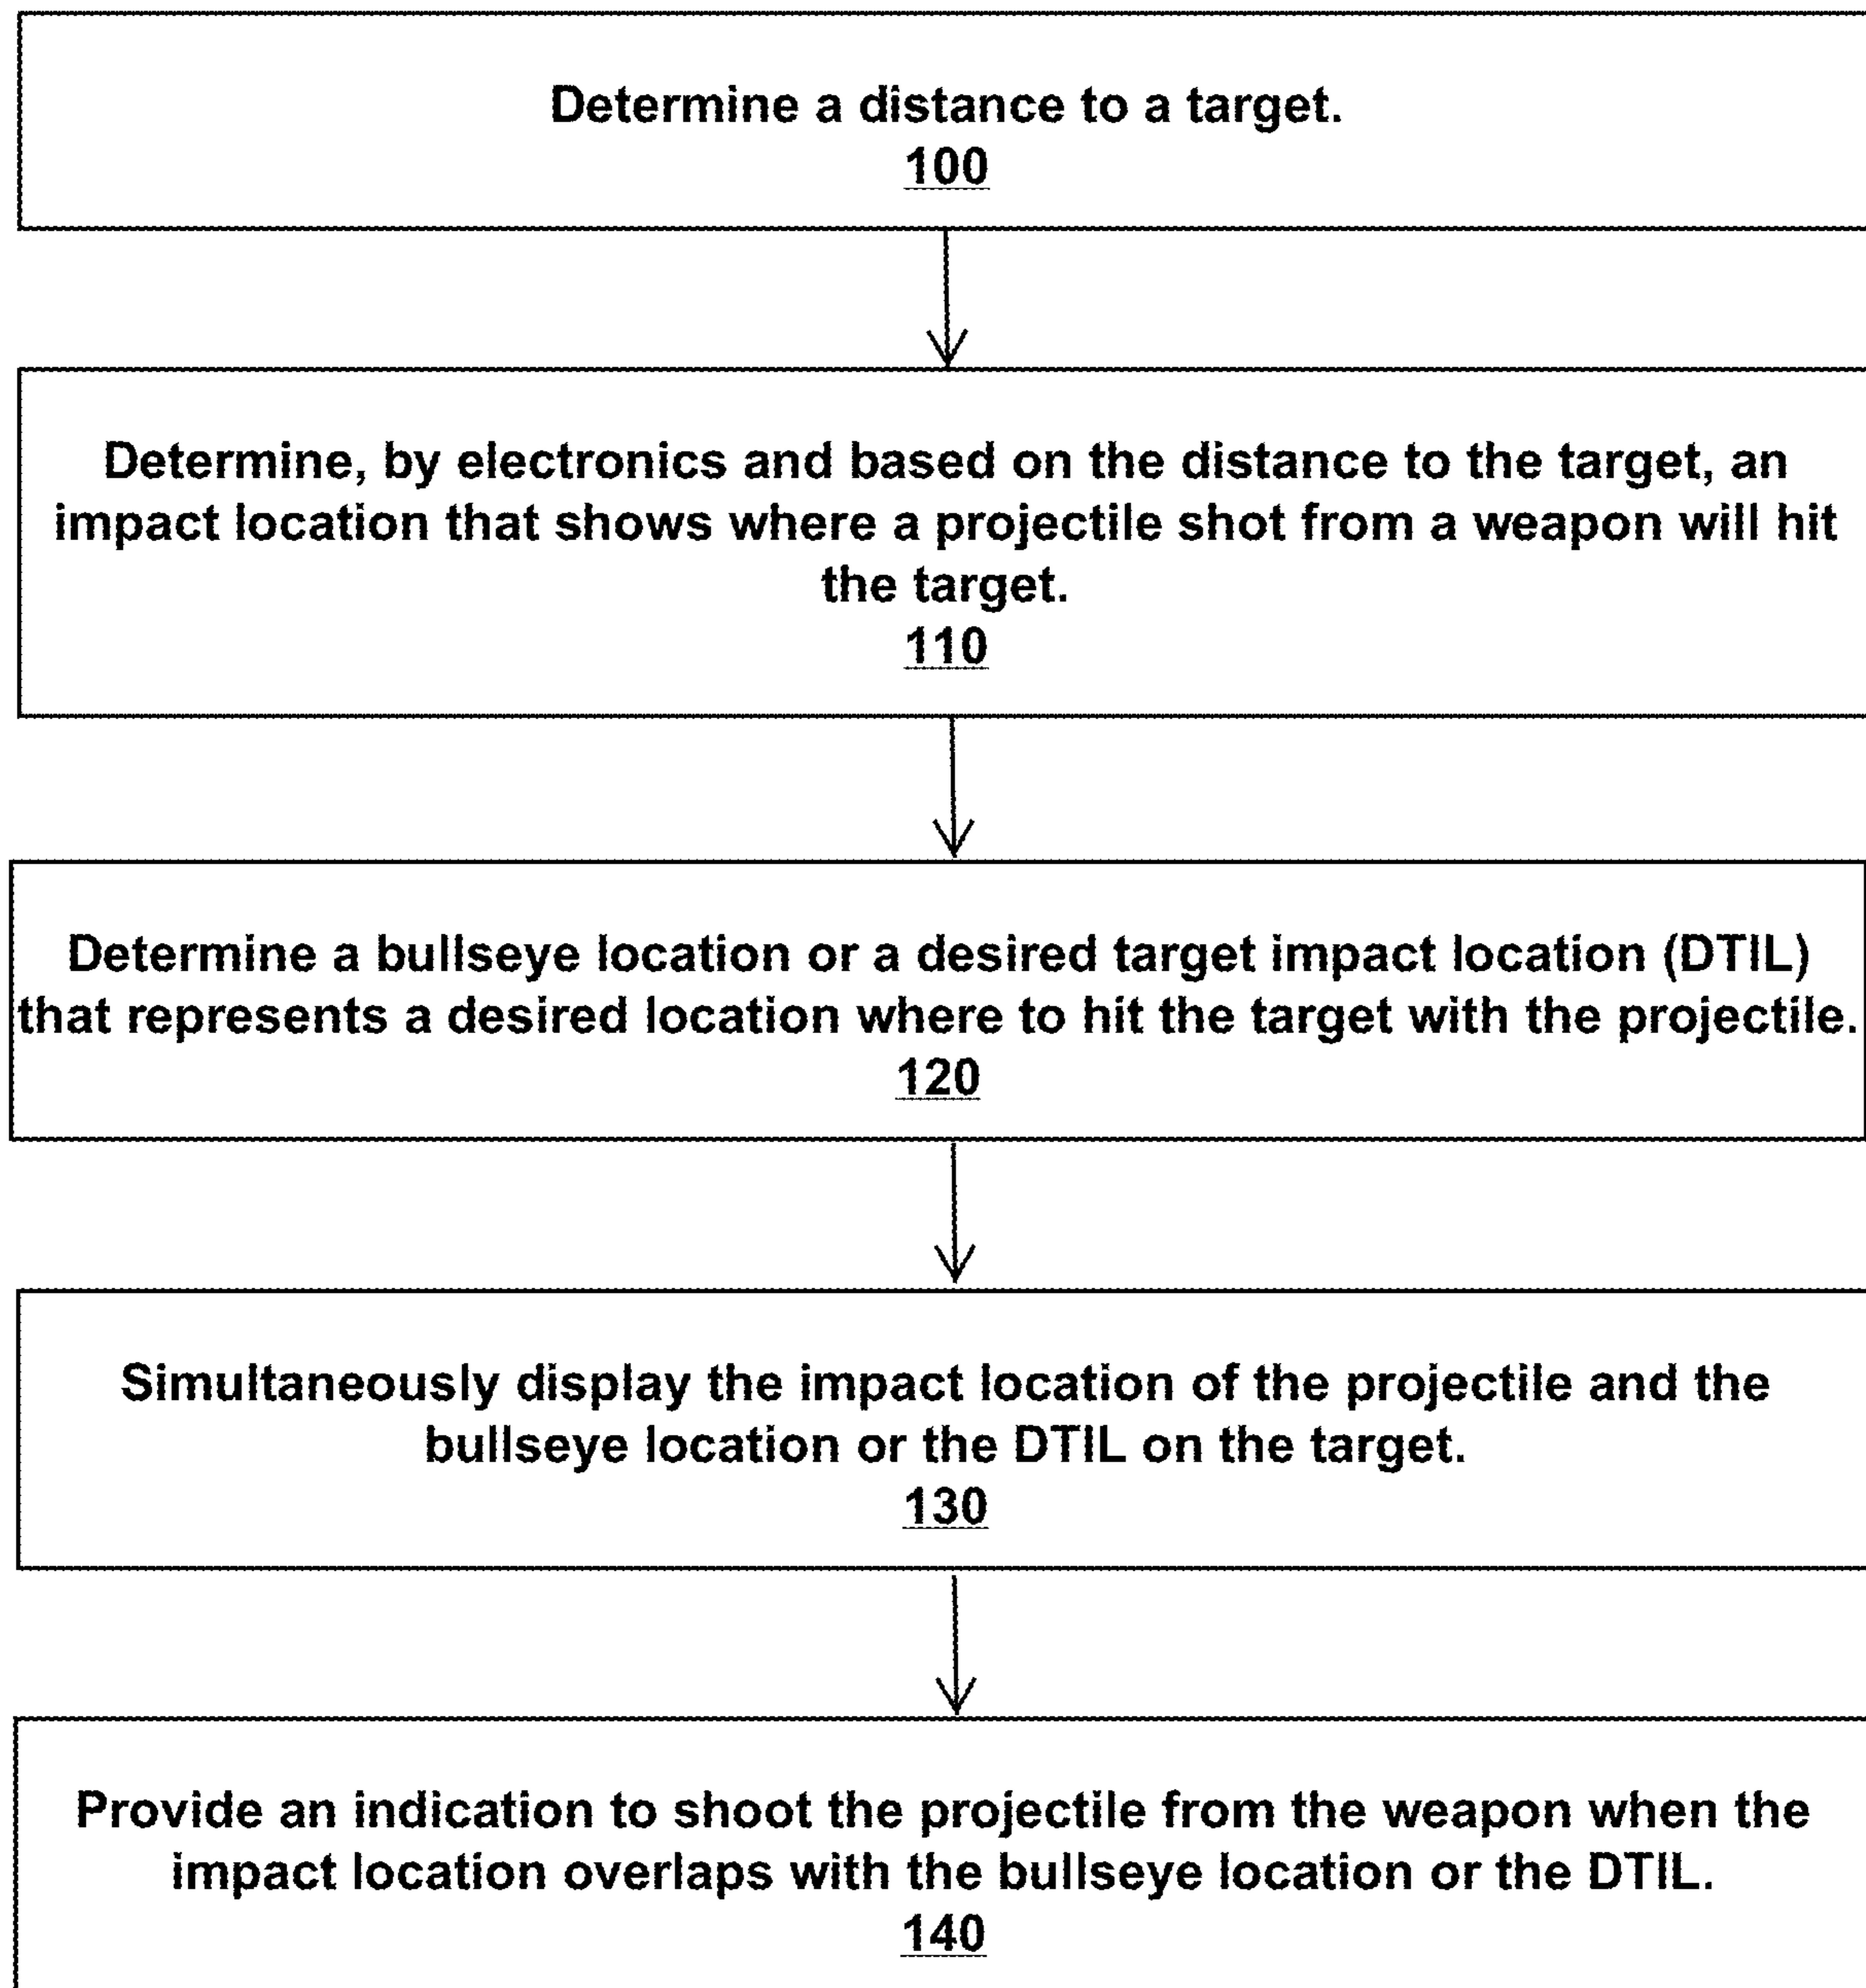 Determine a distance to a target.
100
Determine, by electronics and based on the distance to the target, an
impact location that shows where a projectile shot from a weapon will hit
the target.
110
Determine a bullseye location or a desired target impact location (DTIL)
that represents a desired location where to hit the target with the projectile.
120
Simultaneously display the impact location of the projectile and the
bullseye location or the DTIL on the target.
130
Provide an indication to shoot the projectile from the weapon when the
impact location overlaps with the bullseye location or the DTIL.
140